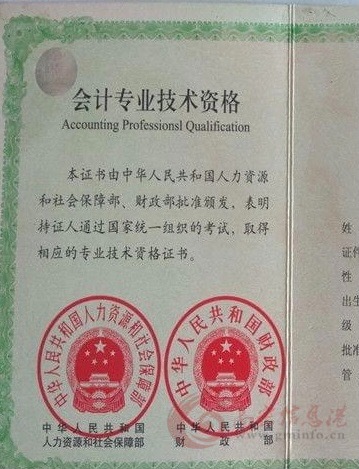 会计专业技术资格
Accounting Professionsl Qualification
本证书由中华人民共和国人力资源
和社会保障部、财政部批准颁发，表明
持证人通过国家统一组织的考试，取得
相应的专业技术资格证书。
中华人民共和国人力资源和社会保障部
中华人民共和国财政部
中华人民共和国
人力资源和社会保障部
中华人民共和国
财政部
姓
证件
性
出生
级
批准
管
信息港
www.gminfo.cn